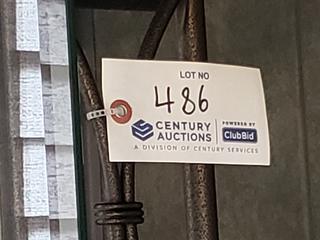 LOT NO
486
CENTURY AUCTIONS
POWERED BY
ClubBid
A DIVISION OF CENTURY SERVICES